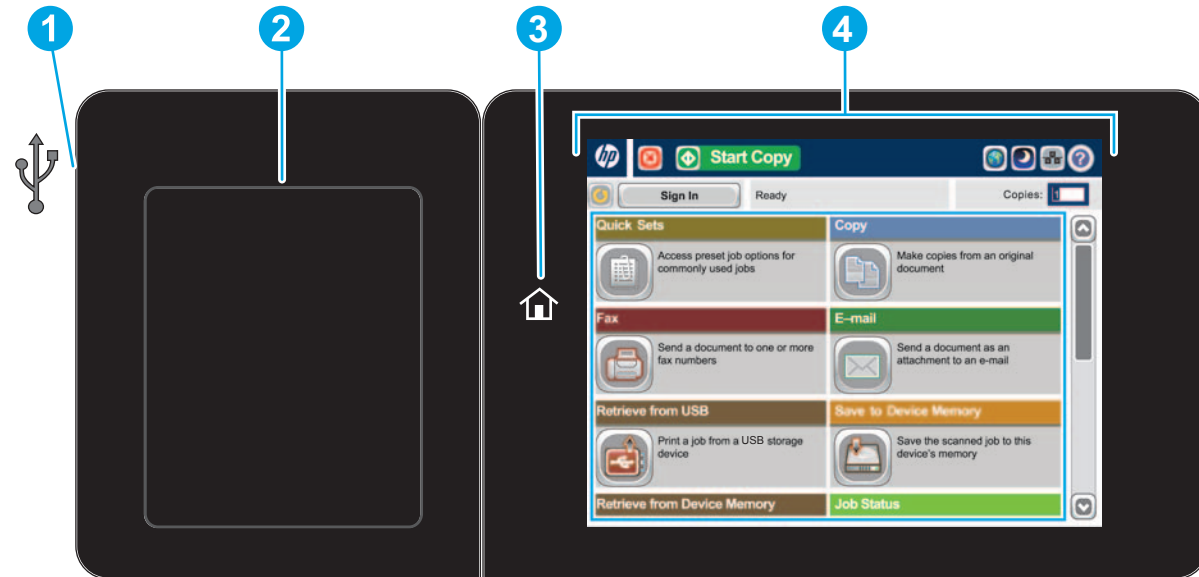 1
2
3
4
hp
Start Copy
Sign In
Ready
Copies:
1
Quick Sets
Access preset job options for
commonly used jobs
Copy
Make copies from an original
document
Fax
Send a document to one or more
fax numbers
E–mail
Send a document as an
attachment to an e-mail
Retrieve from USB
Print a job from a USB storage
device
Save to Device Memory
Save the scanned job to this
device's memory
Retrieve from Device Memory
Job Status